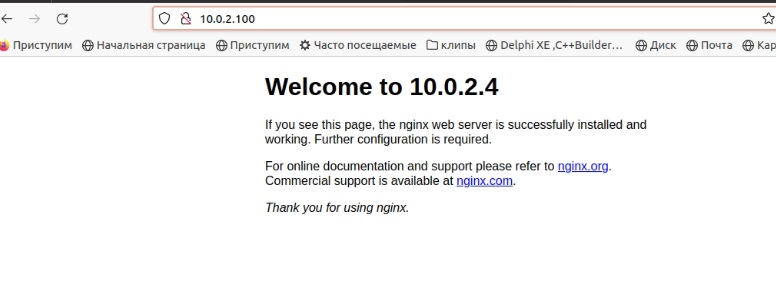 10.0.2.100
Приступим Начальная страница Приступим Часто посещаемые клипы Delphi XE ,C++Builder... Диск Почта Кар
Welcome to 10.0.2.4
If you see this page, the nginx web server is successfully installed and
working. Further configuration is required.
For online documentation and support please refer to nginx.org.
Commercial support is available at nginx.com.
Thank you for using nginx.